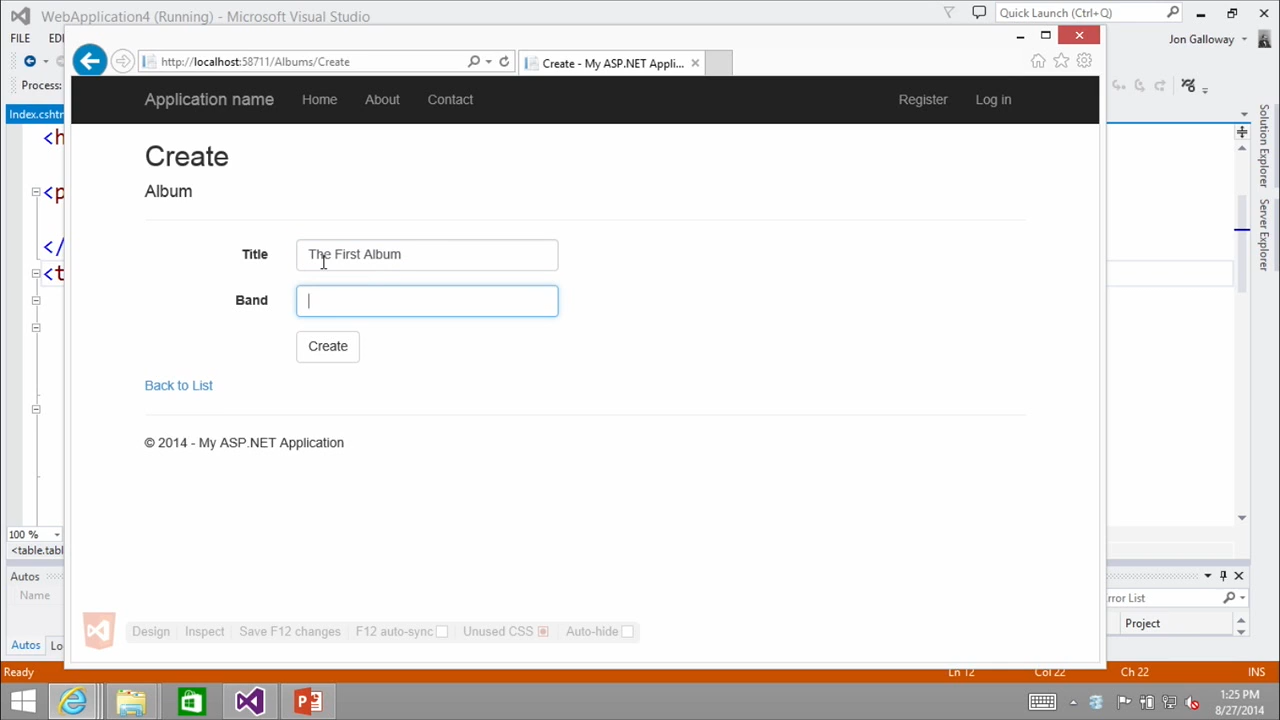 WebApplication4 (Running) - Microsoft Visual Studio
Quick Launch (Ctrl+Q)
FILE
Jon Galloway
http://localhost:58711/Albums/Create
Create - My ASP.NET Appli...
Process:
Index.cshtm
Application name
Home
About
Contact
Register
Log in
Solution Explorer
Server Explorer
<h
<p
</
<t
Create
Album
Title
The First Album
Band
Create
Back to List
© 2014 - My ASP.NET Application
100 %
<table.tabl
Autos
Name
rror List
Project
Design
Inspect
Save F12 changes
F12 auto-sync
Unused CSS
Auto-hide
Autos
Lo
Ready
Ln 12
Col 22
Ch 22
INS
1:25 PM
8/27/2014